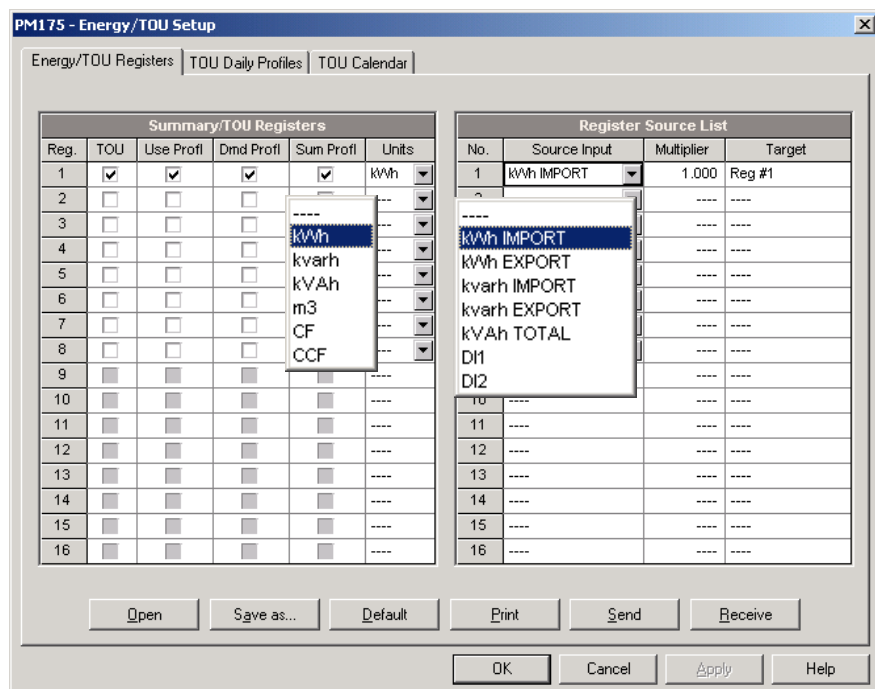 PM175 - Energy/TOU Setup
Energy/TOU Registers TOU Daily Profiles TOU Calendar
Summary/TOU Registers Register Source List
Reg. TOU Use Profl Dmd Profl Sum Profl Units No. Source Input Multiplier Target
1 kWh 1 kWh IMPORT 1.000 Reg #1
2 ---- ---- ----
3
4
5
6
7
8
----
kWh
kvarh
kVAh
m3
CF
CCF
----
kWh IMPORT
kWh EXPORT
kvarh IMPORT
kvarh EXPORT
kVAh TOTAL
DI1
DI2
9 ---- ---- ----
10 ---- 10 ---- ---- ----
11 ---- 11 ---- ---- ----
12 ---- 12 ---- ---- ----
13 ---- 13 ---- ---- ----
14 ---- 14 ---- ---- ----
15 ---- 15 ---- ---- ----
16 ---- 16 ---- ---- ----
Open Save as... Default Print Send Receive
OK Cancel Apply Help